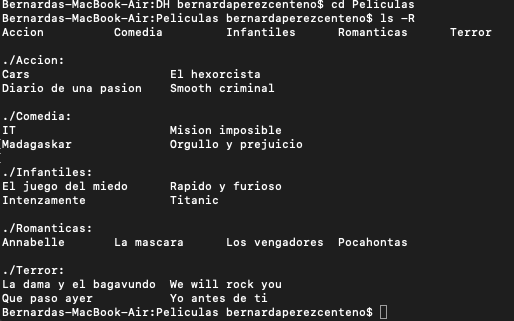 Bernardas-MacBook-Air:DH bernardaperezcenteno$ cd Peliculas
Bernardas-MacBook-Air:Peliculas bernardaperezcenteno$ ls -R
Accion Comedia Infantiles Romanticas Terror
./Accion:
Cars El hexorcista
Diario de una pasion Smooth criminal
./Comedia:
IT Mision imposible
Madagaskar Orgullo y prejuicio
./Infantiles:
El juego del miedo Rapido y furioso
Intenzamente Titanic
./Romanticas:
Annabelle La mascara Los vengadores Pocahontas
./Terror:
La dama y el bagavundo We will rock you
Que paso ayer Yo antes de ti
Bernardas-MacBook-Air:Peliculas bernardaperezcenteno$